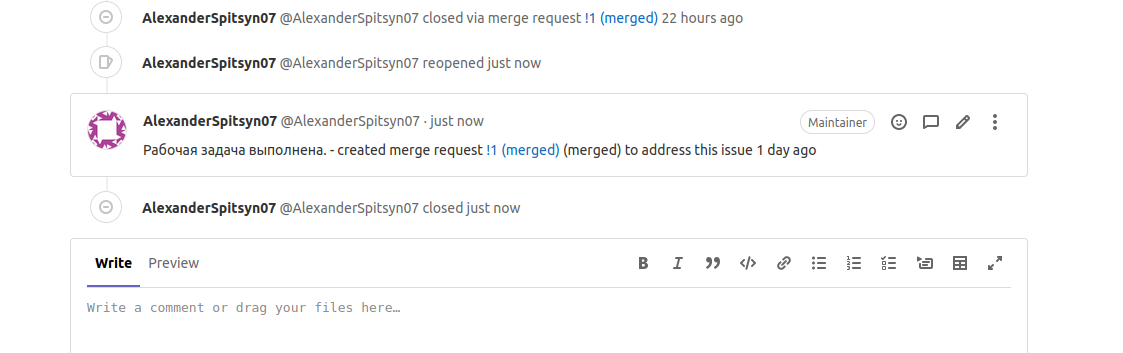 AlexanderSpitsyn07 @AlexanderSpitsyn07 closed via merge request !1 (merged) 22 hours ago
AlexanderSpitsyn07 @AlexanderSpitsyn07 reopened just now
AlexanderSpitsyn07 @AlexanderSpitsyn07 · just now Maintainer
Рабочая задача выполнена. - created merge request !1 (merged) (merged) to address this issue 1 day ago
AlexanderSpitsyn07 @AlexanderSpitsyn07 closed just now
Write Preview
Write a comment or drag your files here…